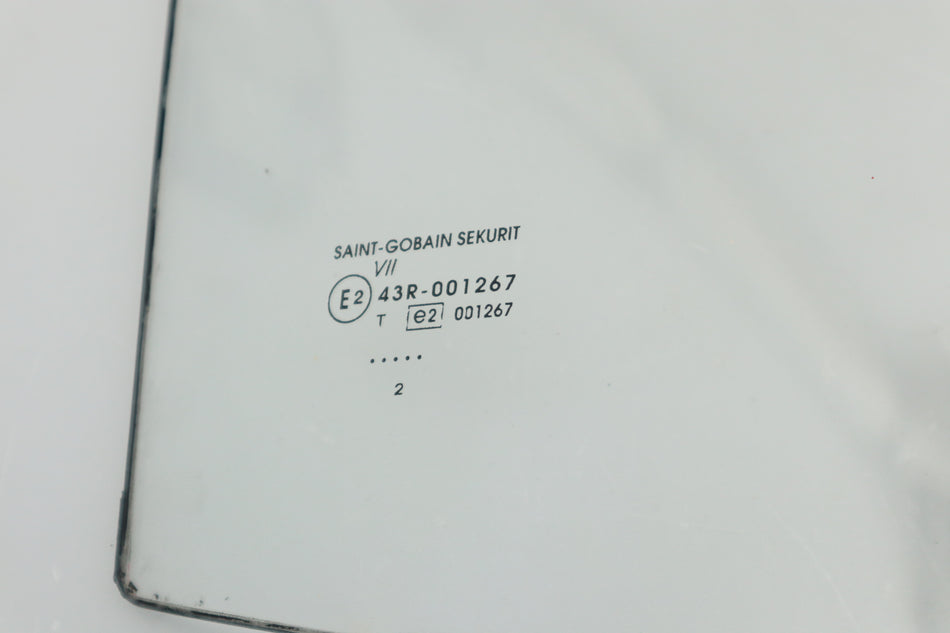 SAINT-GOBAIN SEKURIT
VII
E2 43R-001267
T e2 001267
.....
2